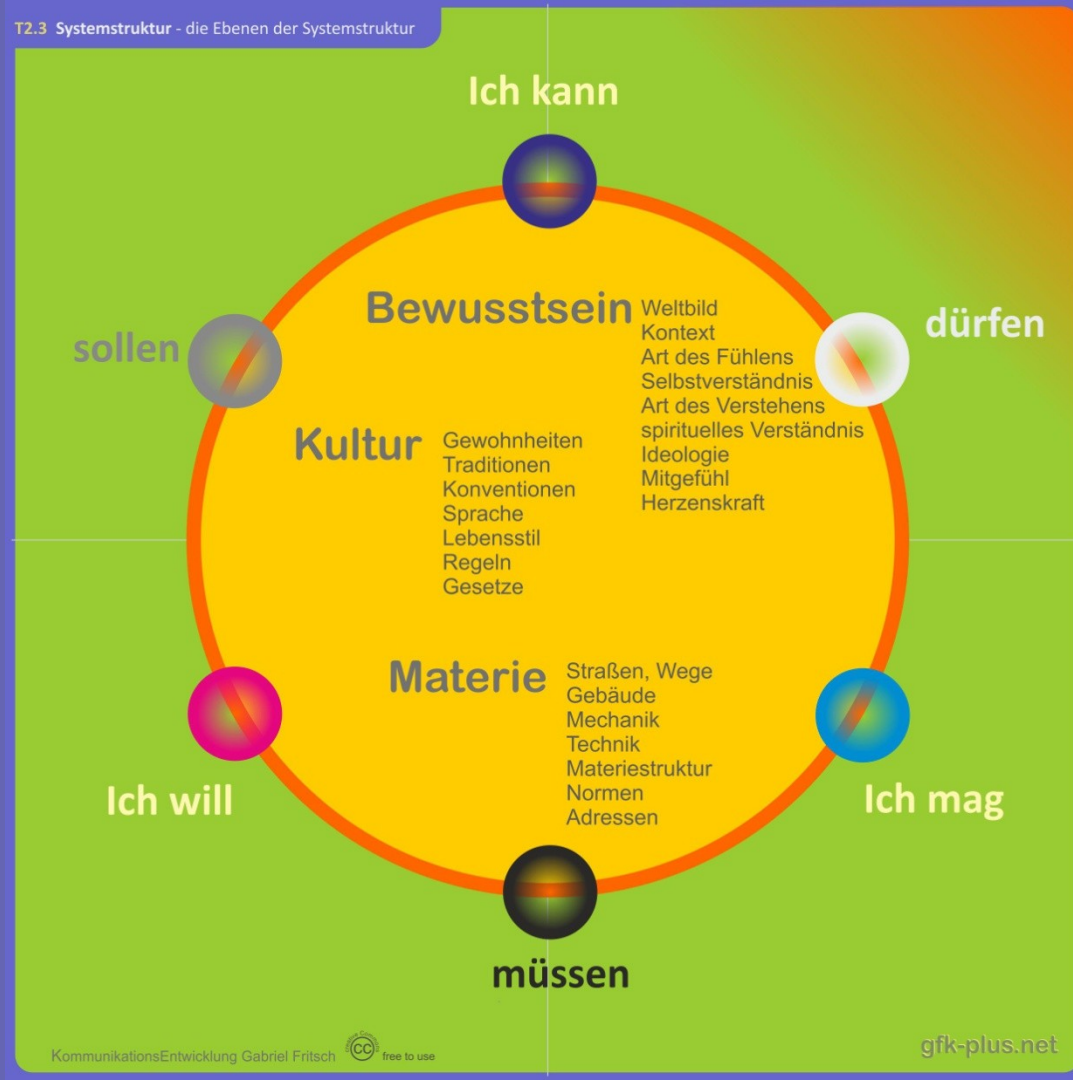 T2.3 Systemstruktur - die Ebenen der Systemstruktur
Ich kann
dürfen
sollen
Bewusstsein
Weltbild
Kontext
Art des Fühlens
Selbstverständnis
Art des Verstehens
spirituelles Verständnis
Ideologie
Mitgefühl
Herzenskraft
Kultur
Gewohnheiten
Traditionen
Konventionen
Sprache
Lebensstil
Regeln
Gesetze
Materie
Straßen, Wege
Gebäude
Mechanik
Technik
Materiestruktur
Normen
Adressen
Ich will
Ich mag
müssen
KommunikationsEntwicklung Gabriel Fritsch
creative commons
cc
free to use
gfk-plus.net